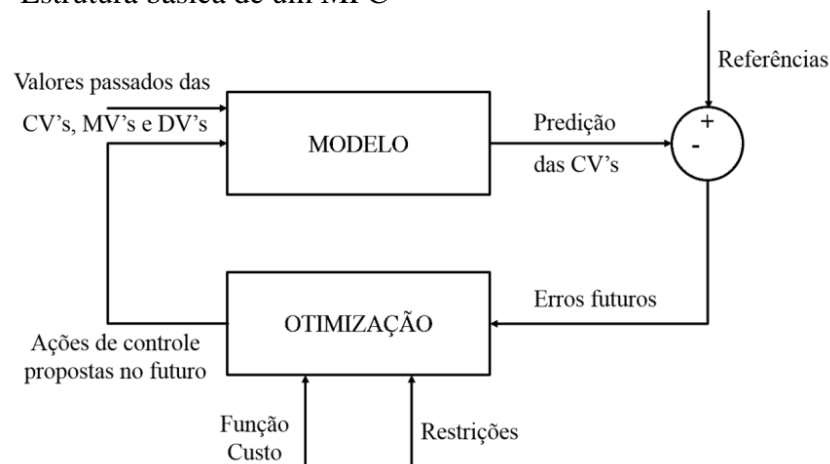 Estrutura básica de um MPC
Referências
Valores passados das
CV's, MV's e DV's
MODELO
Predição
das CV's
+
-
OTIMIZAÇÃO
Erros futuros
Ações de controle
propostas no futuro
Função
Custo
Restrições